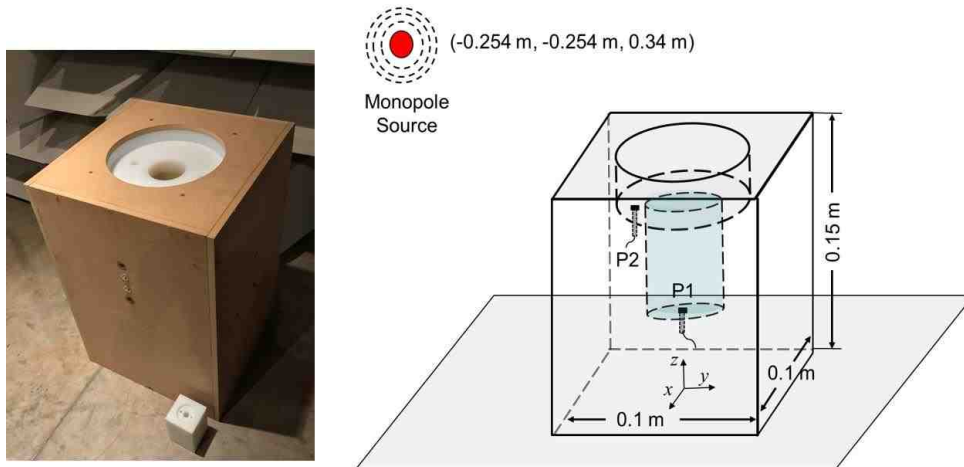 (-0.254 m, -0.254 m, 0.34 m)
Monopole
Source
P2
P1
0.15 m
z
y
x
0.1 m
0.1 m